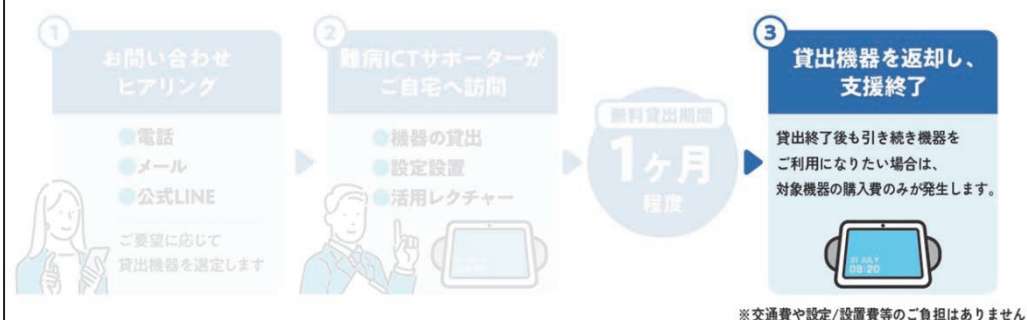 1
お問い合わせ
ヒアリング
●電話
●メール
●公式LINE
ご要望に応じて
貸出機器を選定します
2
難病ICTサポーターが
ご自宅へ訪問
●機器の貸出
●設定設置
●活用レクチャー
無料貸出期間
1ヶ月
程度
3
貸出機器を返却し、
支援終了
貸出終了後も引き続き機器を
ご利用になりたい場合は、
対象機器の購入費のみが発生します。
31 JULY
09:20
※交通費や設定/設置費等のご負担はありません